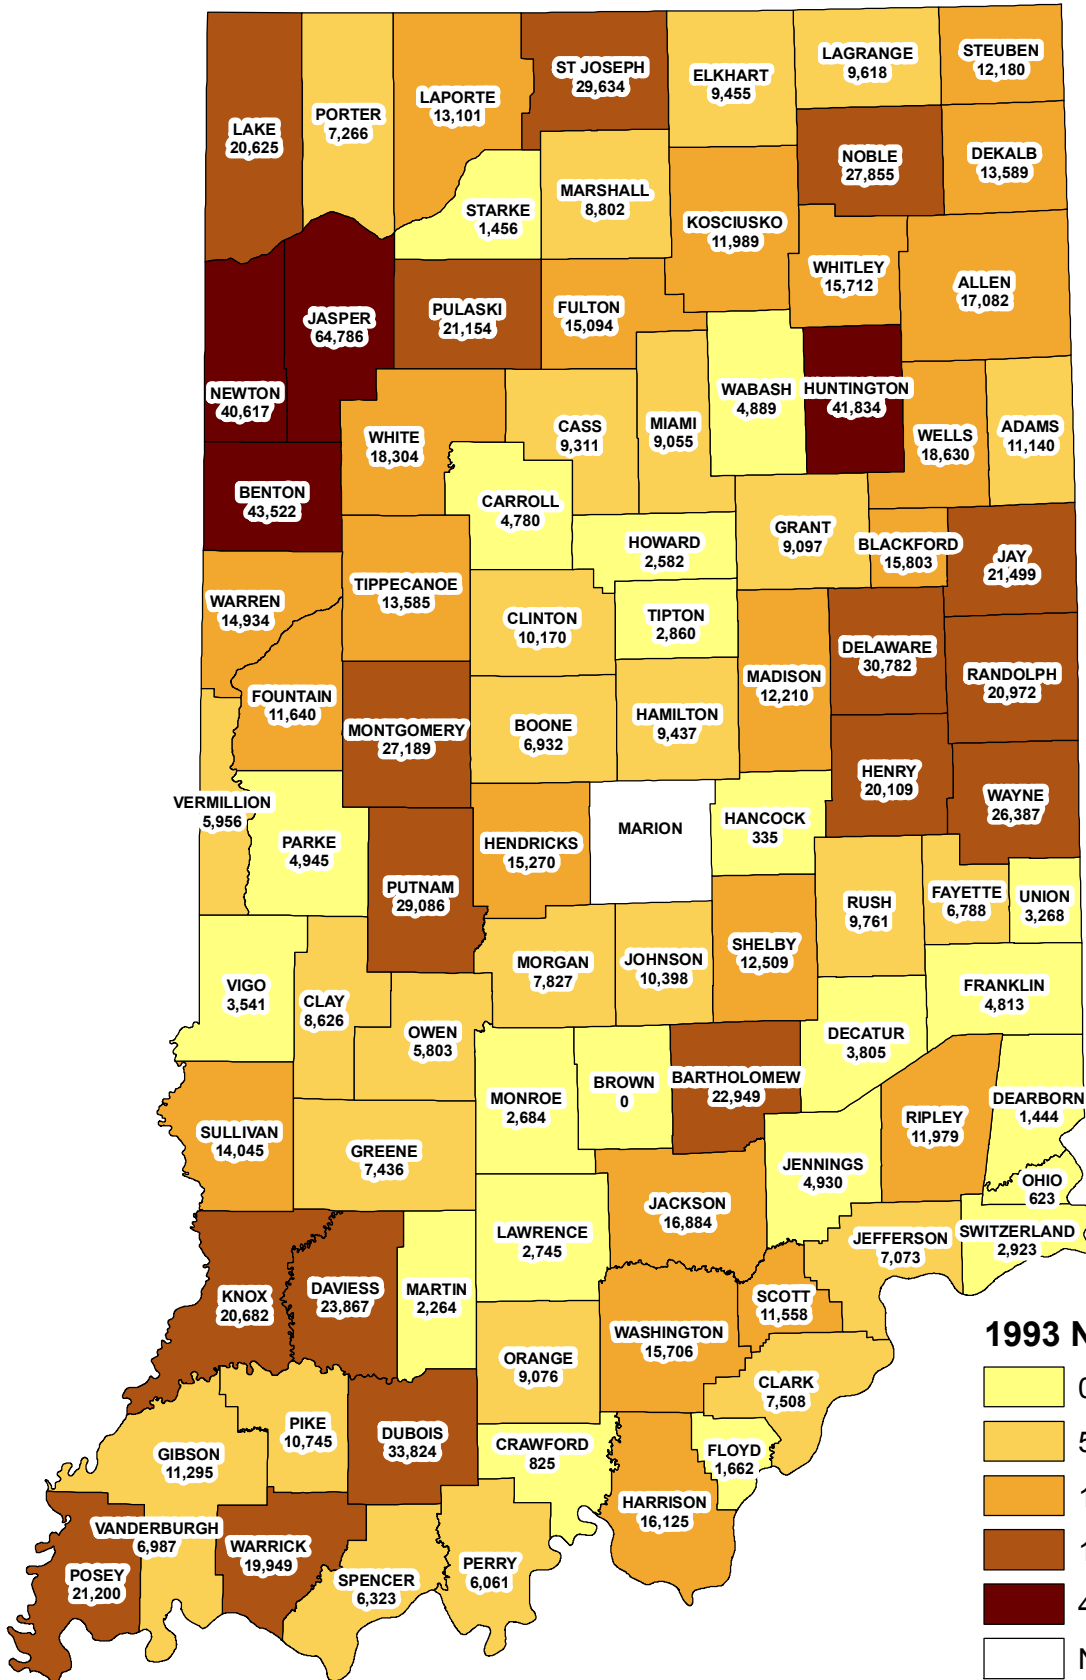 LAGRANGE
9,618
STEUBEN
12,180
ST JOSEPH
29,634
ELKHART
9,455
LAPORTE
13,101
PORTER
7,266
LAKE
20,625
NOBLE
27,855
DEKALB
13,589
MARSHALL
8,802
STARKE
1,456
KOSCIUSKO
11,989
WHITLEY
15,712
ALLEN
17,082
JASPER
64,786
PULASKI
21,154
FULTON
15,094
NEWTON
40,617
WABASH
4,889
HUNTINGTON
41,834
WHITE
18,304
CASS
9,311
MIAMI
9,055
WELLS
18,630
ADAMS
11,140
BENTON
43,522
CARROLL
4,780
HOWARD
2,582
GRANT
9,097
BLACKFORD
15,803
JAY
21,499
WARREN
14,934
TIPPECANOE
13,585
CLINTON
10,170
TIPTON
2,860
DELAWARE
30,782
RANDOLPH
20,972
FOUNTAIN
11,640
MONTGOMERY
27,189
BOONE
6,932
HAMILTON
9,437
MADISON
12,210
HENRY
20,109
WAYNE
26,387
VERMILLION
5,956
PARKE
4,945
PUTNAM
29,086
HENDRICKS
15,270
MARION
HANCOCK
335
RUSH
9,761
FAYETTE
6,788
UNION
3,268
VIGO
3,541
CLAY
8,626
OWEN
5,803
MORGAN
7,827
JOHNSON
10,398
SHELBY
12,509
FRANKLIN
4,813
DECATUR
3,805
MONROE
2,684
BROWN
0
BARTHOLOMEW
22,949
RIPLEY
11,979
DEARBORN
1,444
SULLIVAN
14,045
GREENE
7,436
JENNINGS
4,930
OHIO
623
JACKSON
16,884
LAWRENCE
2,745
JEFFERSON
7,073
SWITZERLAND
2,923
KNOX
20,682
DAVIESS
23,867
MARTIN
2,264
SCOTT
11,558
WASHINGTON
15,706
ORANGE
9,076
CLARK
7,508
PIKE
10,745
DUBOIS
33,824
CRAWFORD
825
FLOYD
1,662
GIBSON
11,295
HARRISON
16,125
VANDERBURGH
6,987
WARRICK
19,949
POSEY
21,200
SPENCER
6,323
PERRY
6,061
1993 N
0
5
1
1
4
N